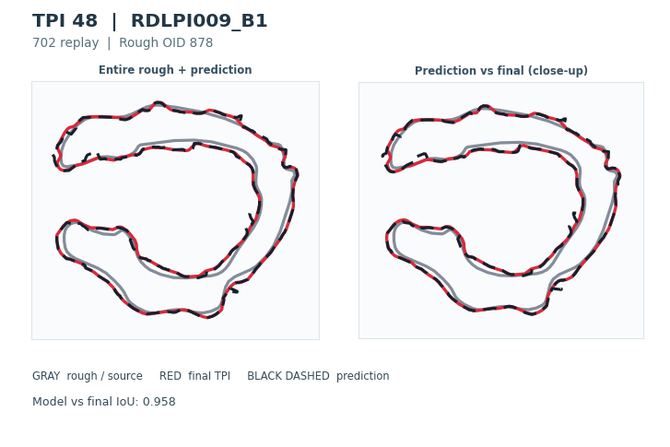 TPI 48 | RDLPI009_B1
702 replay | Rough OID 878
Entire rough + prediction
Prediction vs final (close-up)
GRAY rough / source RED final TPI BLACK DASHED prediction
Model vs final IoU: 0.958